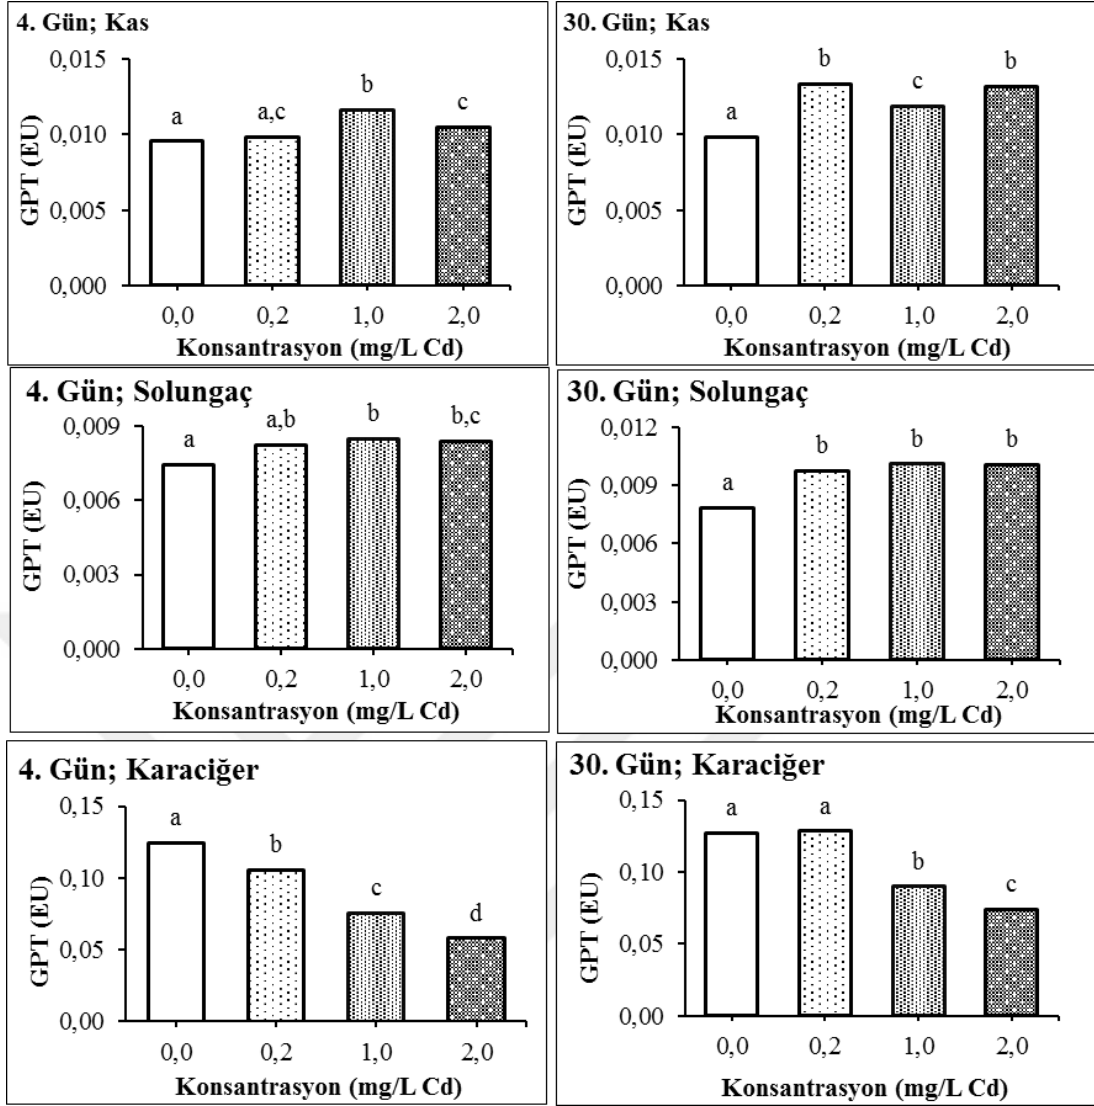 4. Gün; Kas
GPT (EU)
0,015
0,010
0,005
0,000
a
a,c
b
c
0,0 0,2 1,0 2,0
Konsantrasyon (mg/L Cd)
30. Gün; Kas
GPT (EU)
0,015
0,010
0,005
0,000
a
b
c
b
0,0 0,2 1,0 2,0
Konsantrasyon (mg/L Cd)
4. Gün; Solungaç
GPT (EU)
0,009
0,006
0,003
0,000
a
a,b
b
b,c
0,0 0,2 1,0 2,0
Konsantrasyon (mg/L Cd)
30. Gün; Solungaç
GPT (EU)
0,012
0,009
0,006
0,003
0,000
a
b
b
b
0,0 0,2 1,0 2,0
Konsantrasyon (mg/L Cd)
4. Gün; Karaciğer
GPT (EU)
0,15
0,10
0,05
0,00
a
b
c
d
0,0 0,2 1,0 2,0
Konsantrasyon (mg/L Cd)
30. Gün; Karaciğer
GPT (EU)
0,15
0,10
0,05
0,00
a
a
b
c
0,0 0,2 1,0 2,0
Konsantrasyon (mg/L Cd)